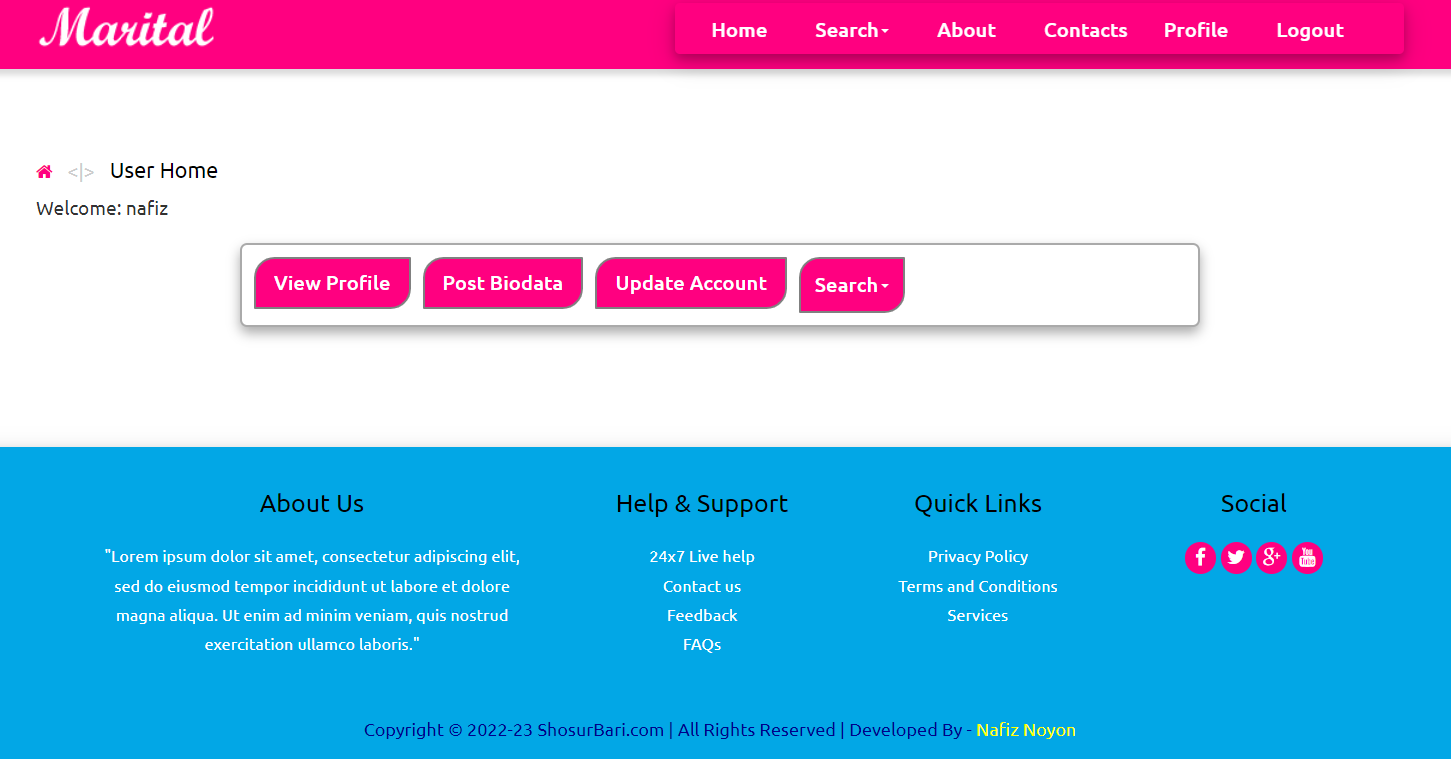 Marital
Home Search About Contacts Profile Logout
<|> User Home
Welcome: nafiz
View Profile Post Biodata Update Account Search
About Us
"Lorem ipsum dolor sit amet, consectetur adipiscing elit,
sed do eiusmod tempor incididunt ut labore et dolore
magna aliqua. Ut enim ad minim veniam, quis nostrud
exercitation ullamco laboris."
Help & Support
24x7 Live help
Contact us
Feedback
FAQs
Quick Links
Privacy Policy
Terms and Conditions
Services
Social
Copyright © 2022-23 ShosurBari.com | All Rights Reserved | Developed By - Nafiz Noyon